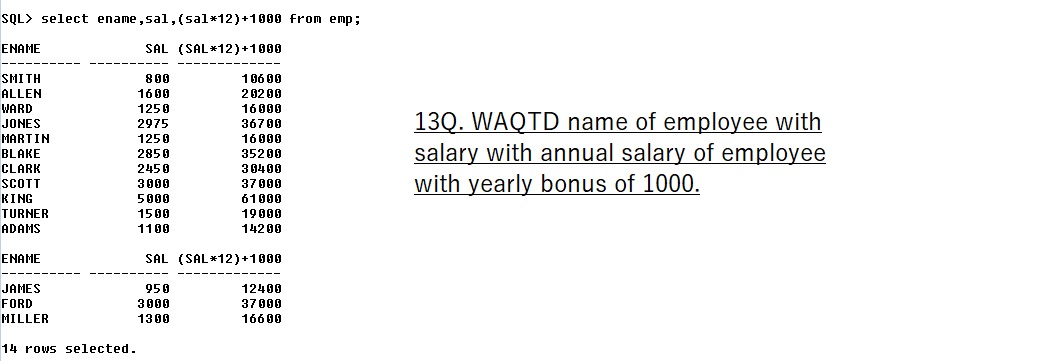 SQL> select ename,sal,(sal*12)+1000 from emp;
ENAME SAL (SAL*12)+1000
---------- ---------- -------------
SMITH 800 10600
ALLEN 1600 20200
WARD 1250 16000
JONES 2975 36700
MARTIN 1250 16000
BLAKE 2850 35200
CLARK 2450 30400
SCOTT 3000 37000
KING 5000 61000
TURNER 1500 19000
ADAMS 1100 14200
ENAME SAL (SAL*12)+1000
---------- ---------- -------------
JAMES 950 12400
FORD 3000 37000
MILLER 1300 16600
14 rows selected.
13Q. WAQTD name of employee with
salary with annual salary of employee
with yearly bonus of 1000.